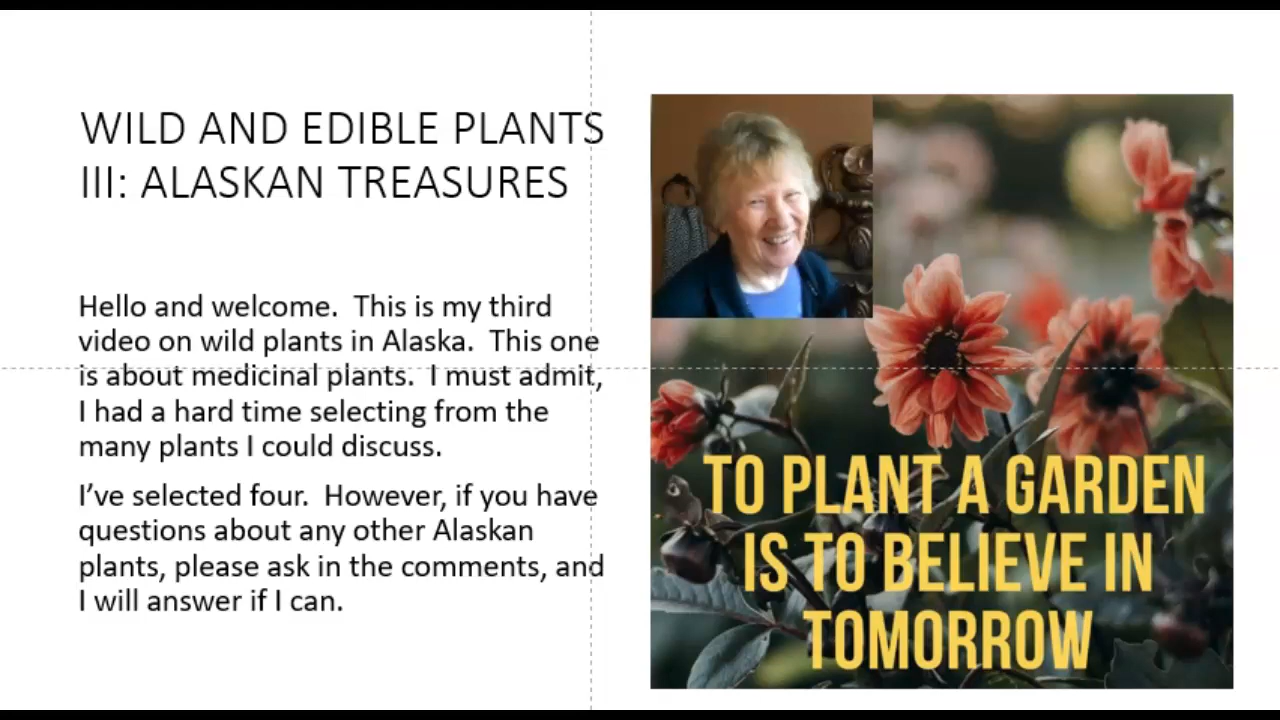 WILD AND EDIBLE PLANTS
III: ALASKAN TREASURES
Hello and welcome.  This is my third
video on wild plants in Alaska.  This one
is about medicinal plants.  I must admit,
I had a hard time selecting from the
many plants I could discuss.
I’ve selected four.  However, if you have
questions about any other Alaskan
plants, please ask in the comments, and
I will answer if I can.
TO PLANT A GARDEN
IS TO BELIEVE IN
TOMORROW